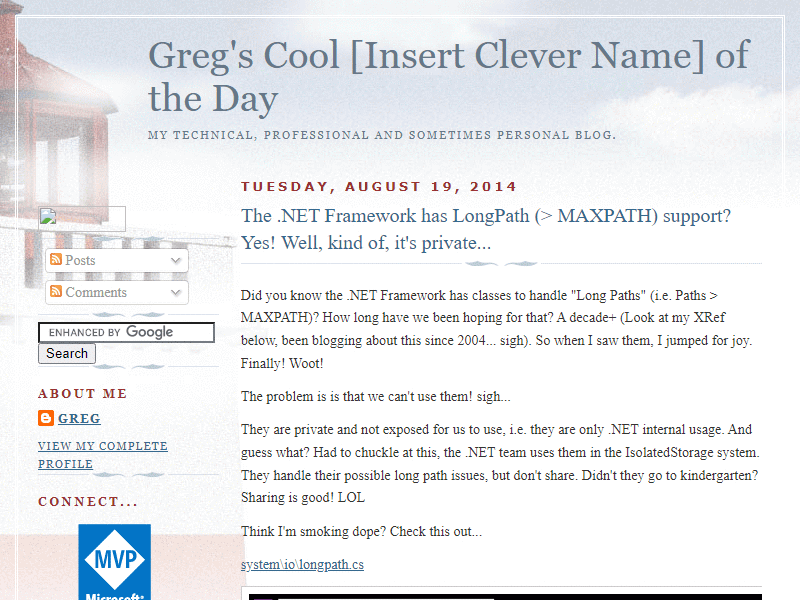 Greg's Cool [Insert Clever Name] of
the Day
MY TECHNICAL, PROFESSIONAL AND SOMETIMES PERSONAL BLOG.
Posts
Comments
ENHANCED BY Google
Search
ABOUT ME
GREG
VIEW MY COMPLETE
PROFILE
CONNECT...
MVP
Microsoft®
TUESDAY, AUGUST 19, 2014
The .NET Framework has LongPath (> MAXPATH) support?
Yes! Well, kind of, it's private...
Did you know the .NET Framework has classes to handle "Long Paths" (i.e. Paths >
MAXPATH)? How long have we been hoping for that? A decade+ (Look at my XRef
below, been blogging about this since 2004... sigh). So when I saw them, I jumped for joy.
Finally! Woot!
The problem is is that we can't use them! sigh...
They are private and not exposed for us to use, i.e. they are only .NET internal usage. And
guess what? Had to chuckle at this, the .NET team uses them in the IsolatedStorage system.
They handle their possible long path issues, but don't share. Didn't they go to kindergarten?
Sharing is good! LOL
Think I'm smoking dope? Check this out...
system\io\longpath.cs